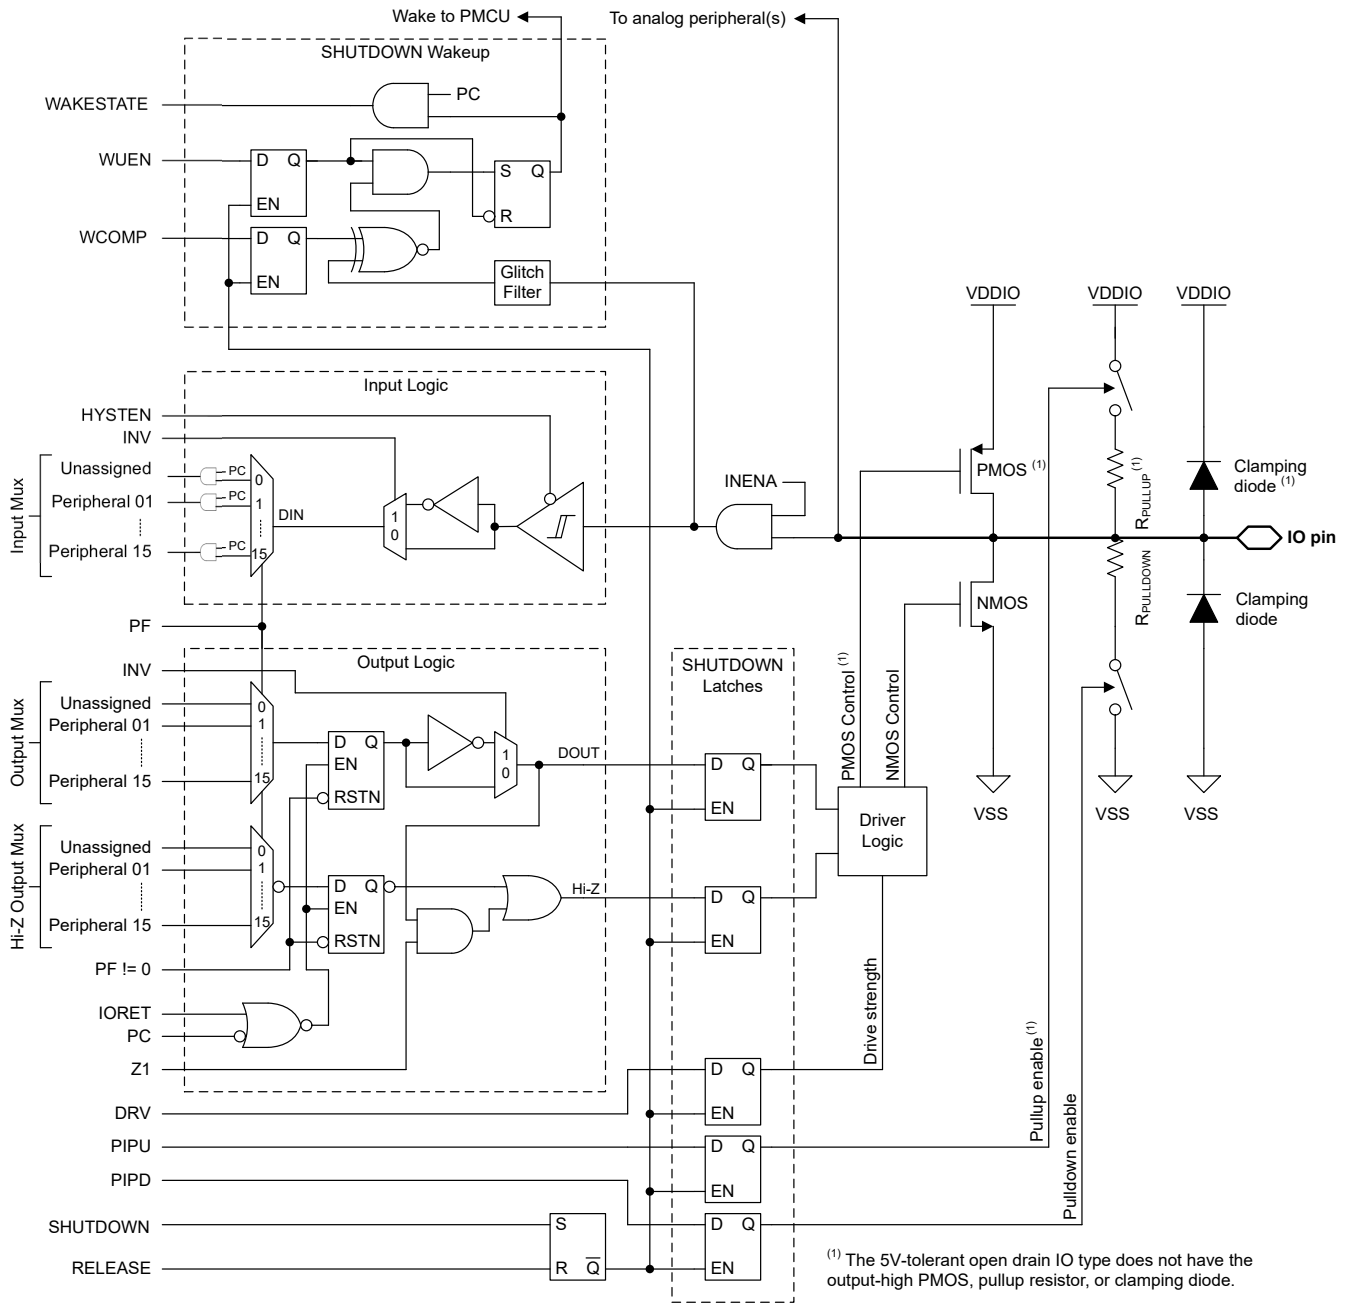 Wake to PMCU
To analog peripheral(s)
SHUTDOWN Wakeup
WAKESTATE
PC
WUEN
D Q
EN
S Q
R
WCOMP
D Q
EN
Glitch
Filter
VDDIO
VDDIO
VDDIO
Input Logic
HYSTEN
INV
Input Mux
Unassigned
Peripheral 01
Peripheral 15
PC
PC
PC
0
1
15
DIN
1
0
INENA
PMOS (1)
RPULLUP(1)
Clamping
diode (1)
IO pin
RPULLDOWN
NMOS
Clamping
diode
PF
INV
Output Logic
Output Mux
Unassigned
Peripheral 01
Peripheral 15
0
1
15
D Q
EN
RSTN
1
0
DOUT
SHUTDOWN
Latches
D Q
EN
PMOS Control (1)
NMOS Control
Driver
Logic
VSS
VSS
VSS
Hi-Z Output Mux
Unassigned
Peripheral 01
Peripheral 15
0
1
15
D Q
EN
RSTN
Hi-Z
D Q
EN
PF != 0
IORET
PC
Z1
Drive strength
DRV
D Q
EN
PIPU
D Q
EN
Pullup enable(1)
PIPD
D Q
EN
Pulldown enable
SHUTDOWN
RELEASE
S
R Q̅
(1) The 5V-tolerant open drain IO type does not have the
output-high PMOS, pullup resistor, or clamping diode.